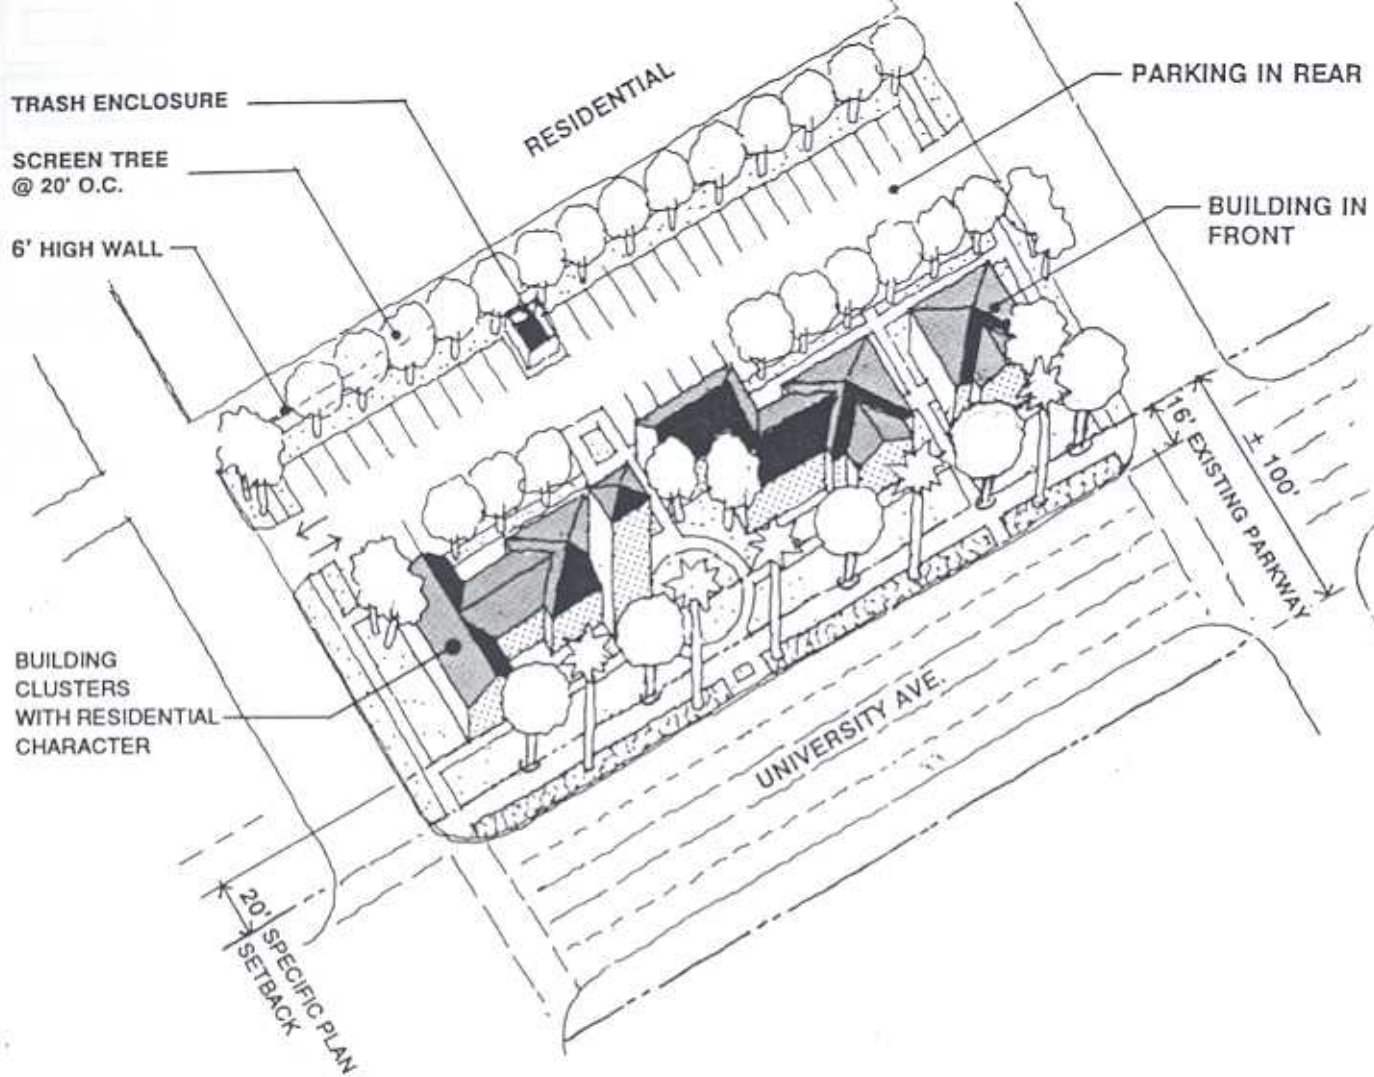 RESIDENTIAL
PARKING IN REAR
TRASH ENCLOSURE
SCREEN TREE
@ 20' O.C.
6' HIGH WALL
BUILDING IN
FRONT
16' EXISTING PARKWAY
± 100'
BUILDING
CLUSTERS
WITH RESIDENTIAL
CHARACTER
UNIVERSITY AVE.
20' SPECIFIC PLAN
SETBACK